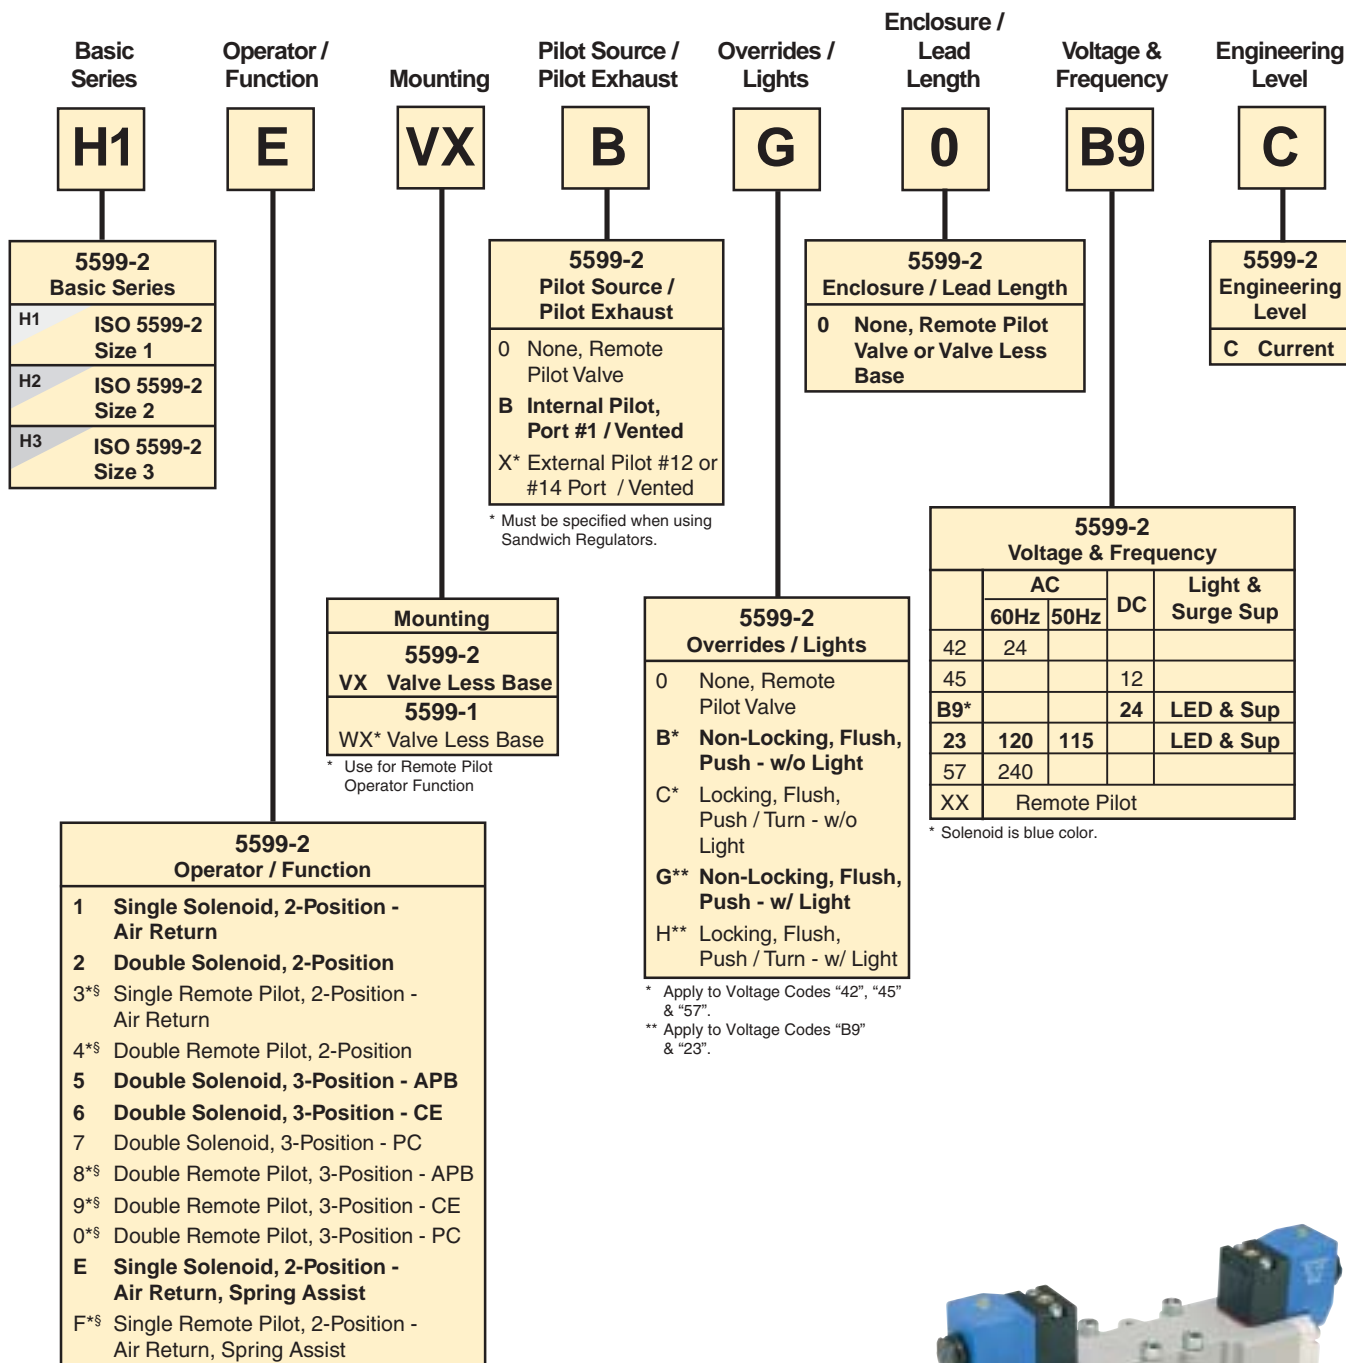 Basic Series
Operator / Function
Mounting
Pilot Source / Pilot Exhaust
Overrides / Lights
Enclosure / Lead Length
Voltage & Frequency
Engineering Level
H1 E VX B G 0 B9 C
5599-2
Basic Series
H1 ISO 5599-2
Size 1
H2 ISO 5599-2
Size 2
H3 ISO 5599-2
Size 3
5599-2
Pilot Source /
Pilot Exhaust
0 None, Remote
Pilot Valve
B Internal Pilot,
Port #1 / Vented
X* External Pilot #12 or
#14 Port / Vented
* Must be specified when using
Sandwich Regulators.
5599-2
Enclosure / Lead Length
0 None, Remote Pilot
Valve or Valve Less
Base
5599-2
Engineering
Level
C Current
Mounting
5599-2
VX Valve Less Base
5599-1
WX* Valve Less Base
* Use for Remote Pilot
Operator Function
5599-2
Overrides / Lights
0 None, Remote
Pilot Valve
B* Non-Locking, Flush,
Push - w/o Light
C* Locking, Flush,
Push / Turn - w/o
Light
G** Non-Locking, Flush,
Push - w/ Light
H** Locking, Flush,
Push / Turn - w/ Light
* Apply to Voltage Codes “42”, “45”
& “57”.
** Apply to Voltage Codes “B9”
& “23”.
5599-2
Voltage & Frequency
AC DC Light &
Surge Sup
60Hz 50Hz
42 24
45 12
B9* 24 LED & Sup
23 120 115 LED & Sup
57 240
XX Remote Pilot
* Solenoid is blue color.
5599-2
Operator / Function
1 Single Solenoid, 2-Position -
Air Return
2 Double Solenoid, 2-Position
3*§ Single Remote Pilot, 2-Position -
Air Return
4*§ Double Remote Pilot, 2-Position
5 Double Solenoid, 3-Position - APB
6 Double Solenoid, 3-Position - CE
7 Double Solenoid, 3-Position - PC
8*§ Double Remote Pilot, 3-Position - APB
9*§ Double Remote Pilot, 3-Position - CE
0*§ Double Remote Pilot, 3-Position - PC
E Single Solenoid, 2-Position -
Air Return, Spring Assist
F*§ Single Remote Pilot, 2-Position -
Air Return, Spring Assist